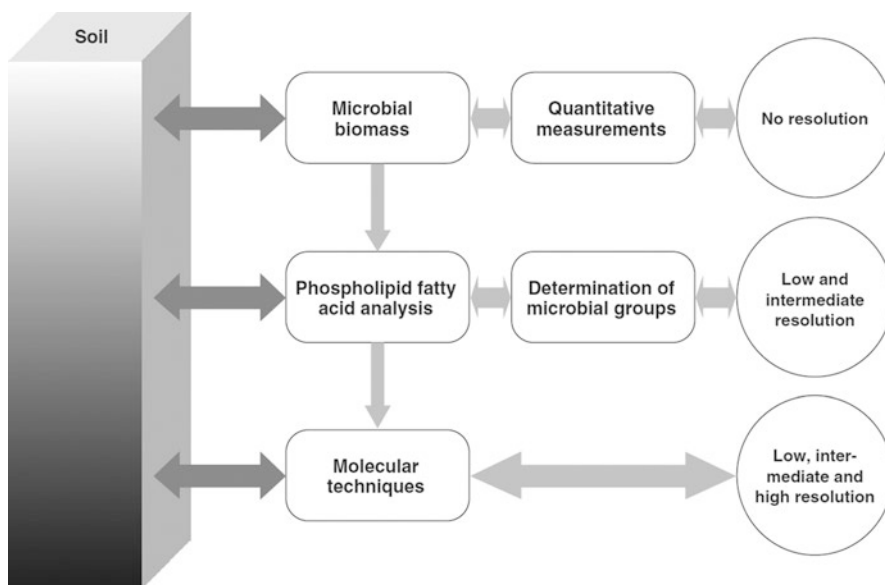 Soil
Microbial
biomass
Quantitative
measurements
No resolution
Phospholipid fatty
acid analysis
Determination of
microbial groups
Low and
intermediate
resolution
Molecular
techniques
Low, inter-
mediate and
high resolution